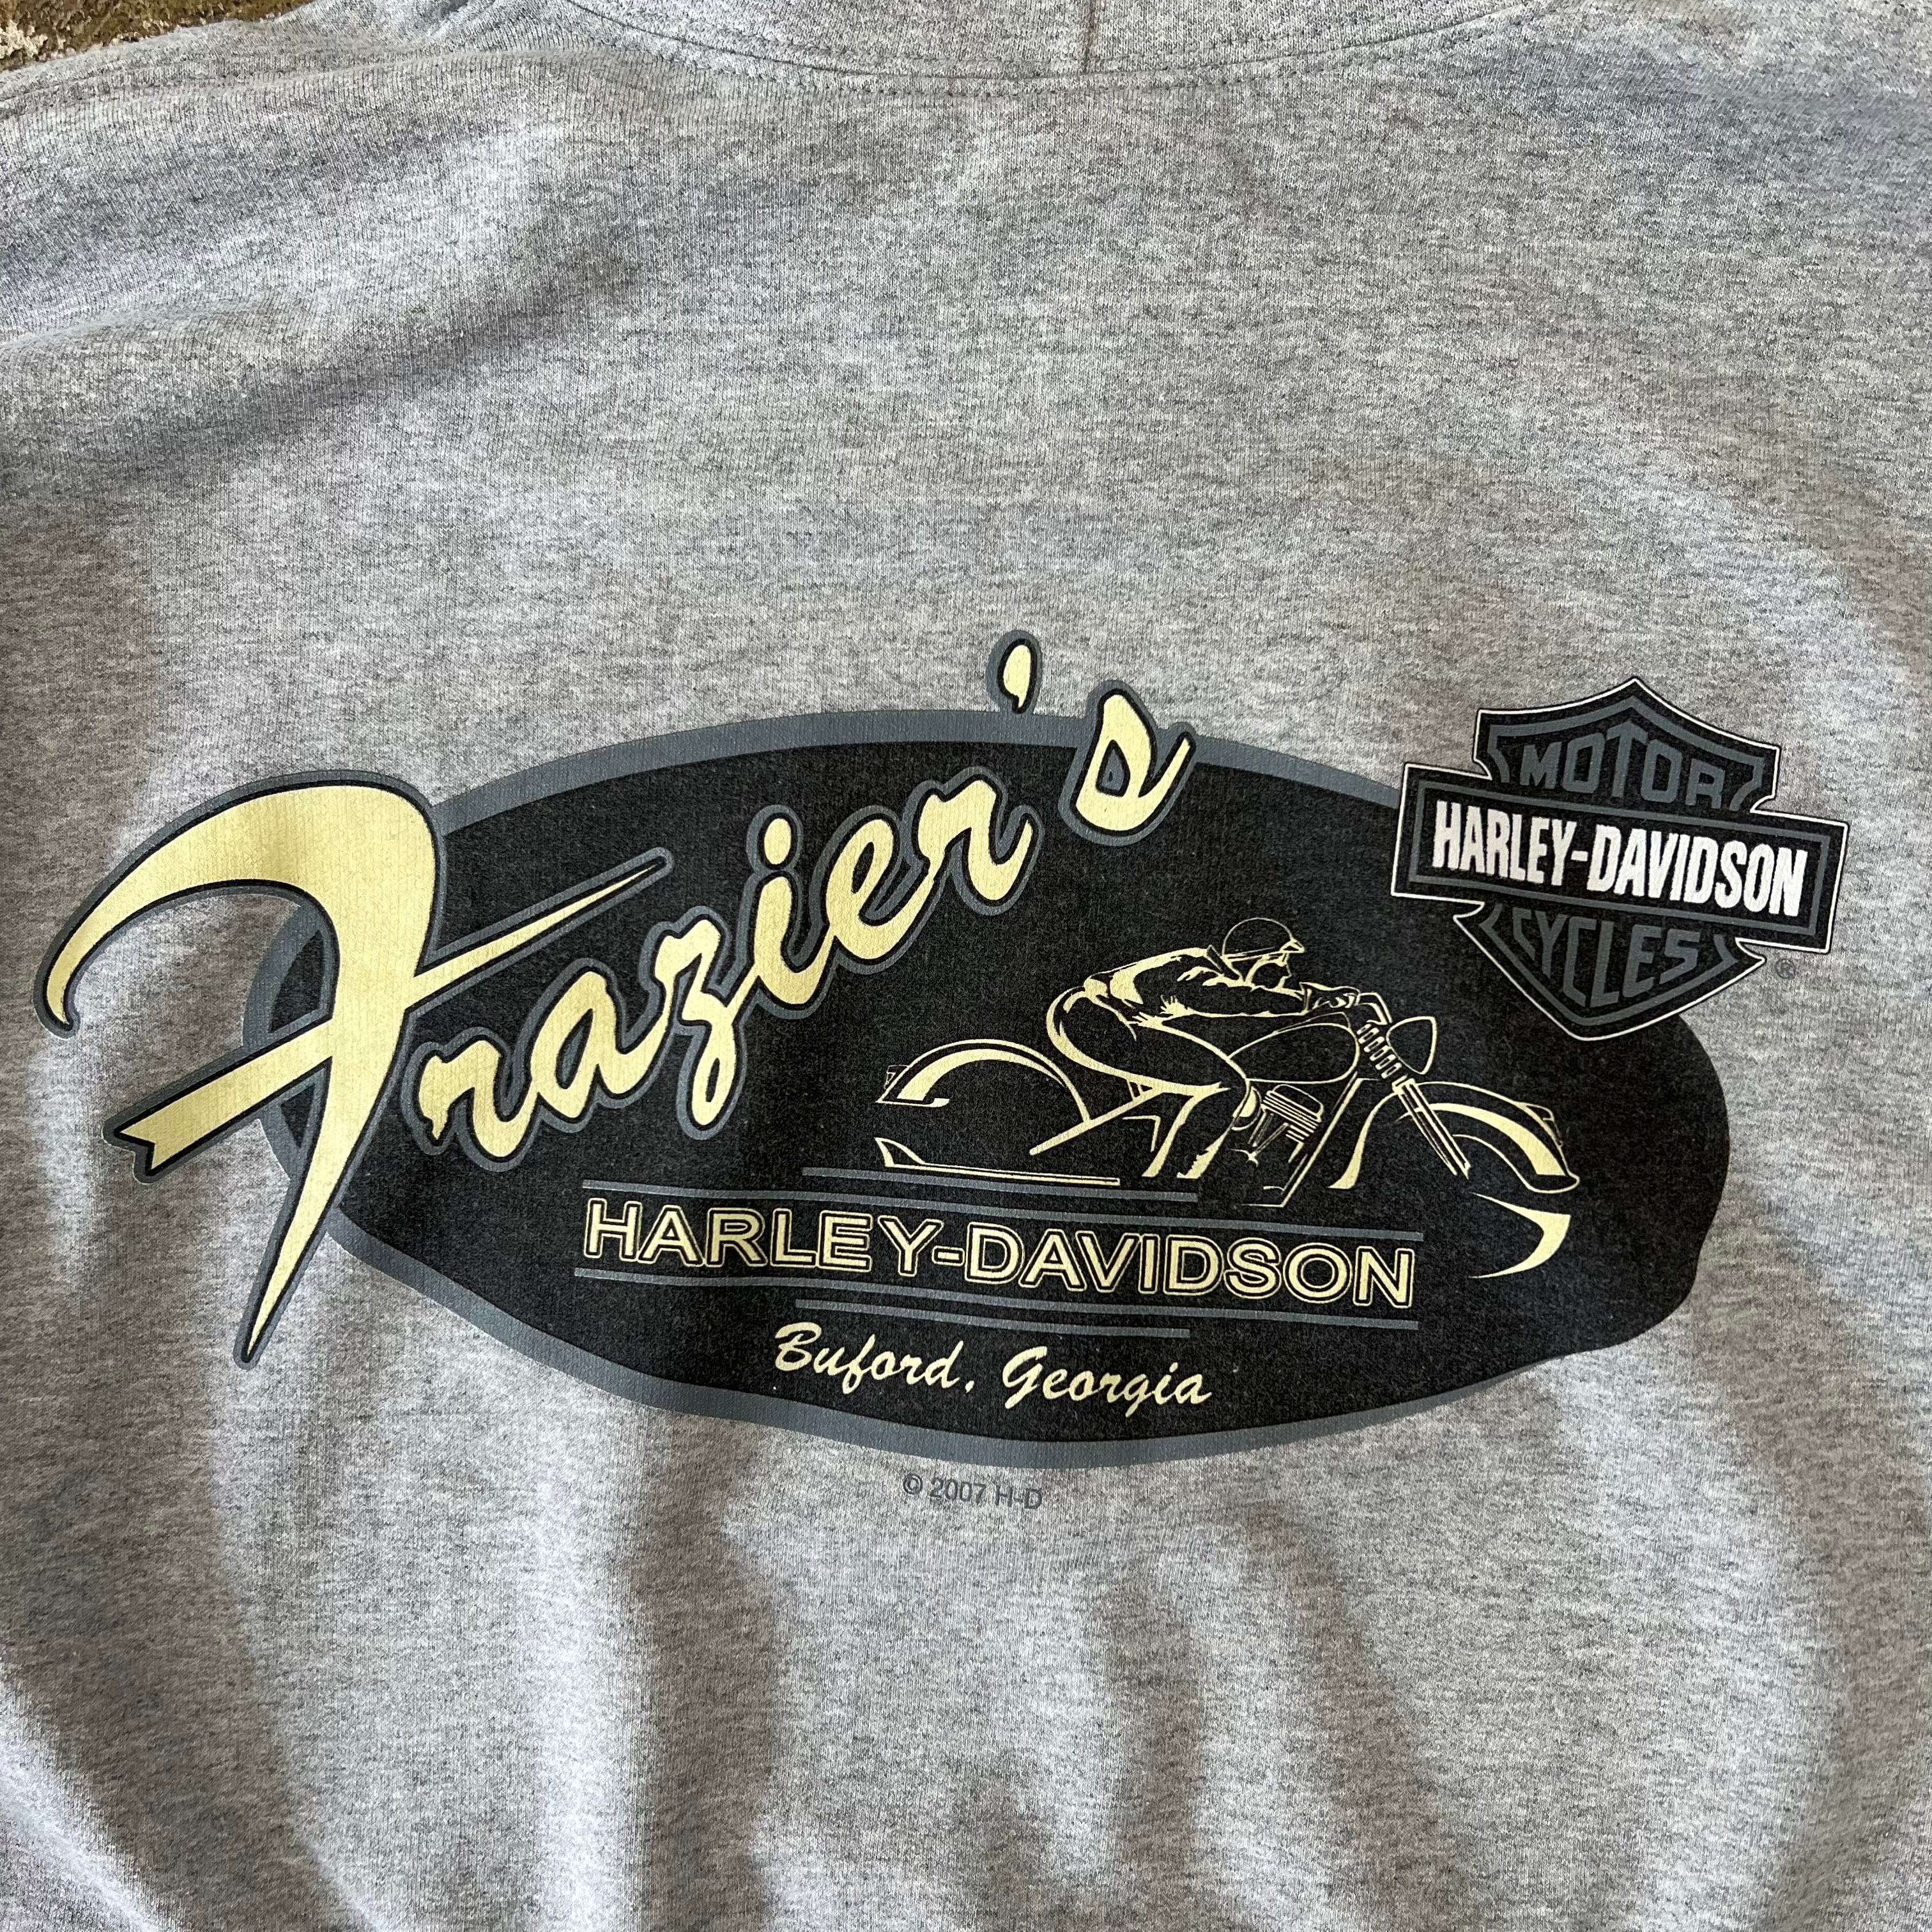 Frazier's
MOTOR
HARLEY-DAVIDSON
CYCLES
®
HARLEY-DAVIDSON
Buford, Georgia
© 2007 H-D